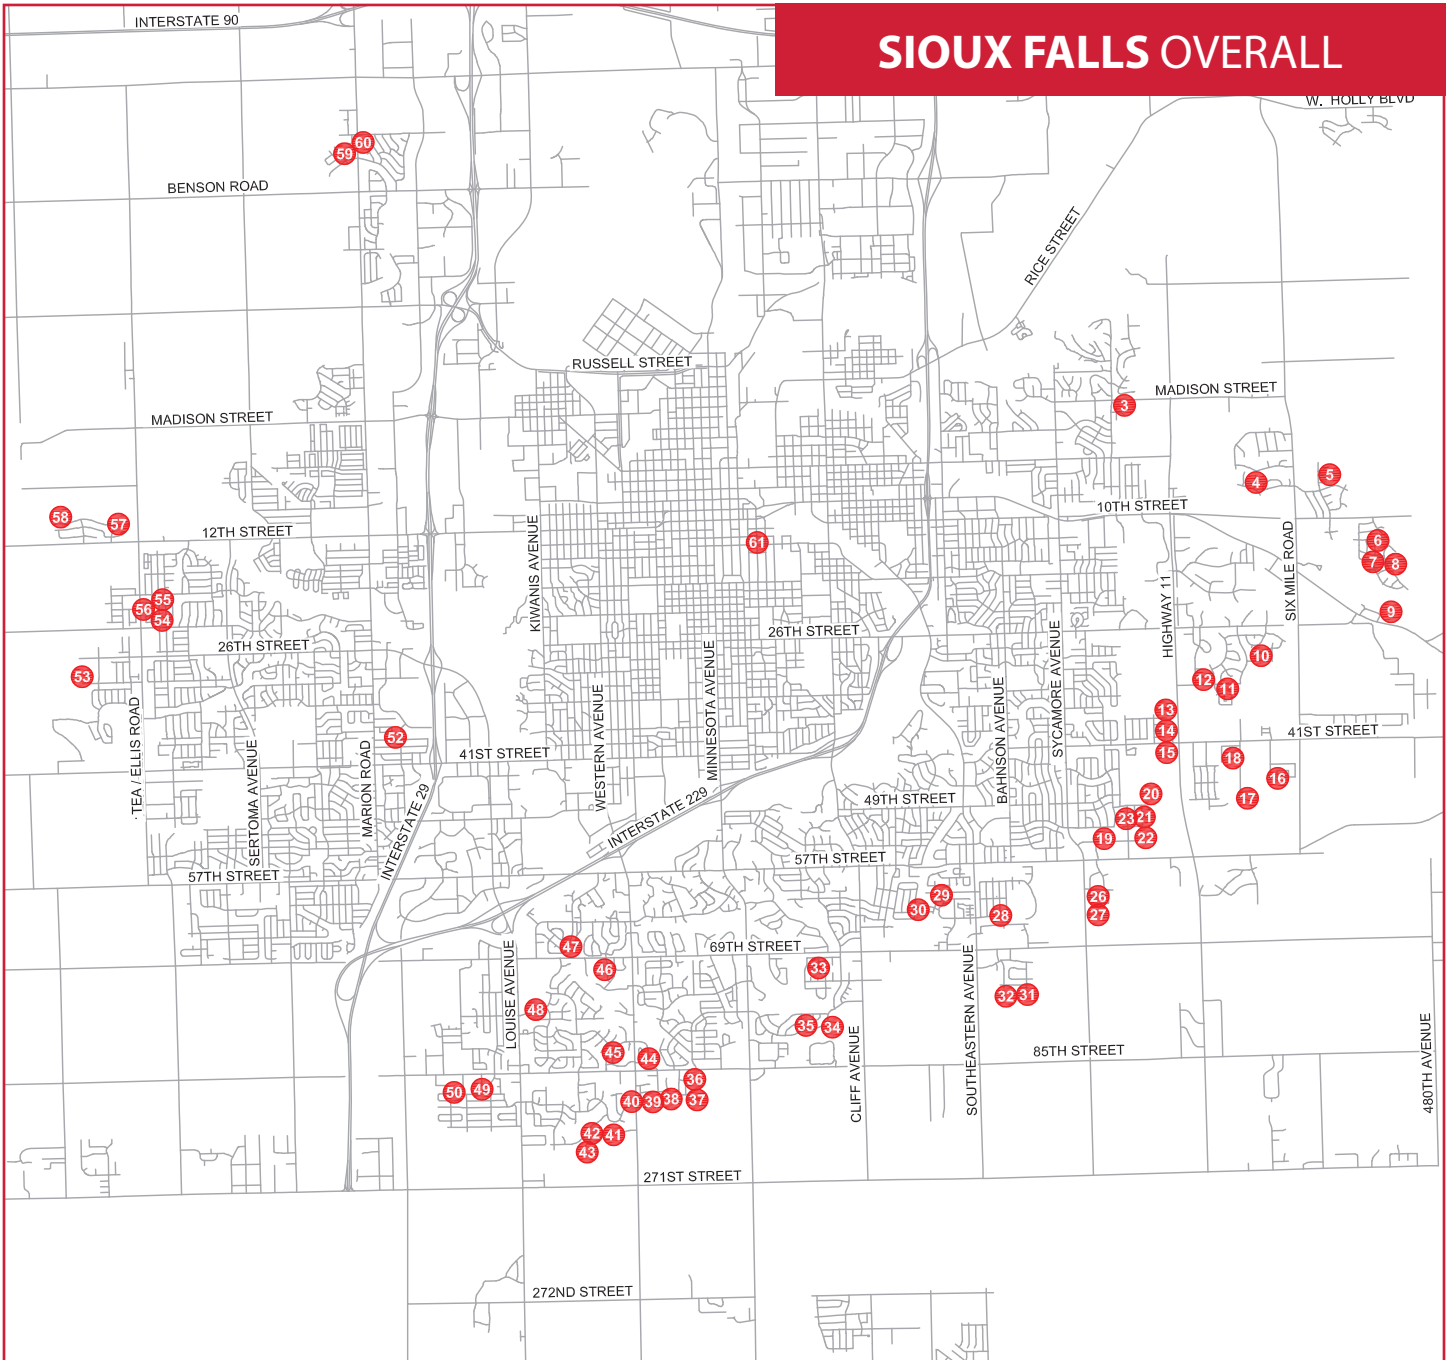 INTERSTATE 90
SIOUX FALLS OVERALL
W. HOLLY BLVD
60
59
BENSON ROAD
RICE STREET
RUSSELL STREET
MADISON STREET
3
MADISON STREET
5
4
10TH STREET
58
57
12TH STREET
KIWANIS AVENUE
61
SIX MILE ROAD
6
7
8
HIGHWAY 11
55
56
54
9
26TH STREET
26TH STREET
SYCAMORE AVENUE
10
53
12
11
TEA / ELLIS ROAD
WESTERN AVENUE
MINNESOTA AVENUE
BAHNSON AVENUE
13
14
15
41ST STREET
52
41ST STREET
18
16
17
SERTOMA AVENUE
MARION ROAD
INTERSTATE 29
INTERSTATE 229
49TH STREET
20
23
21
19
22
57TH STREET
57TH STREET
29
30
28
26
27
47
69TH STREET
46
33
LOUISE AVENUE
SOUTHEASTERN AVENUE
32
31
48
35
34
CLIFF AVENUE
480TH AVENUE
45
44
85TH STREET
50
49
36
40
39
38
37
42
41
43
271ST STREET
272ND STREET